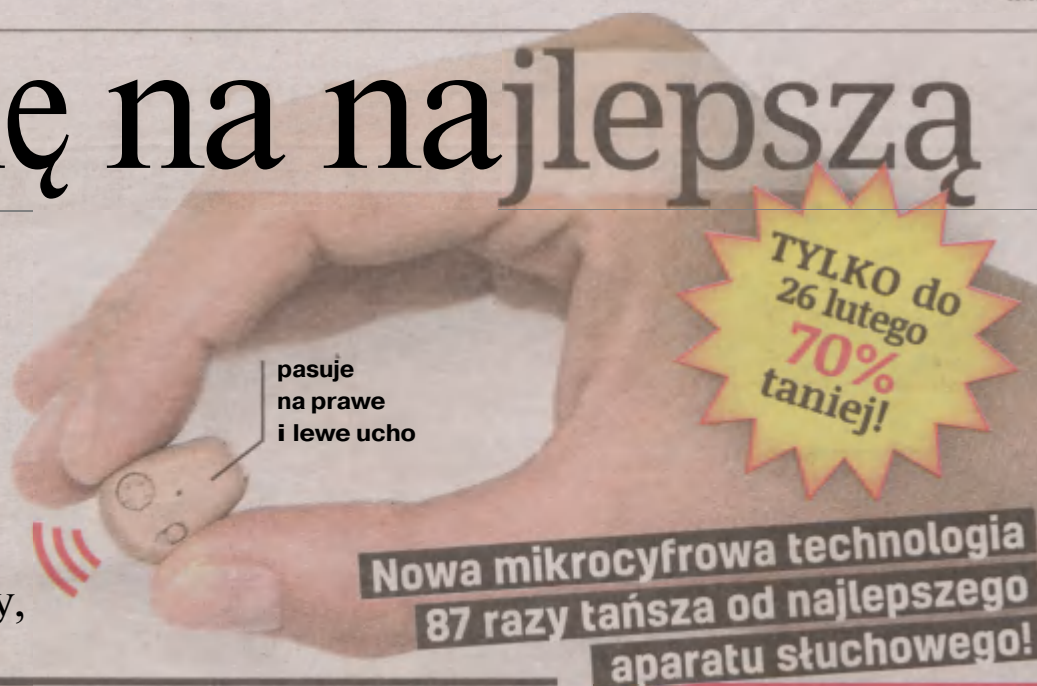 ę na najlepszą
TYLKO do
26 lutego
70%
taniej!
pasuje
na prawe
i lewe ucho
Nowa mikrocyfrowa technologia
87 razy tańsza od najlepszego
aparatu słuchowego!
y,